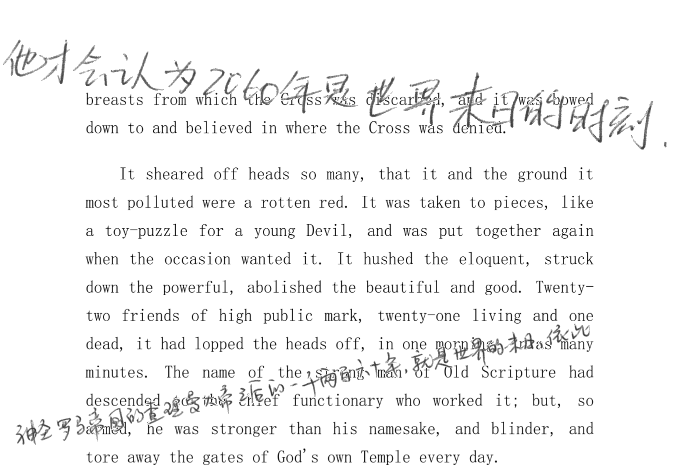 他才会认为2060年是世界末日的时刻.
breasts from which the Cross was discarded, and it was bowed
down to and believed in where the Cross was denied.
It sheared off heads so many, that it and the ground it
most polluted were a rotten red. It was taken to pieces, like
a toy-puzzle for a young Devil, and was put together again
when the occasion wanted it. It hushed the eloquent, struck
down the powerful, abolished the beautiful and good. Twenty-
two friends of high public mark, twenty-one living and one
dead, it had lopped the heads off, in one morning, in as many
minutes. The name of the strong man of Old Scripture had
descended to the chief functionary who worked it; but, so
armed, he was stronger than his namesake, and blinder, and
tore away the gates of God's own Temple every day.
神圣罗马帝国的查理曼大帝之后的一千两百六十年,就是世界的末日,依此